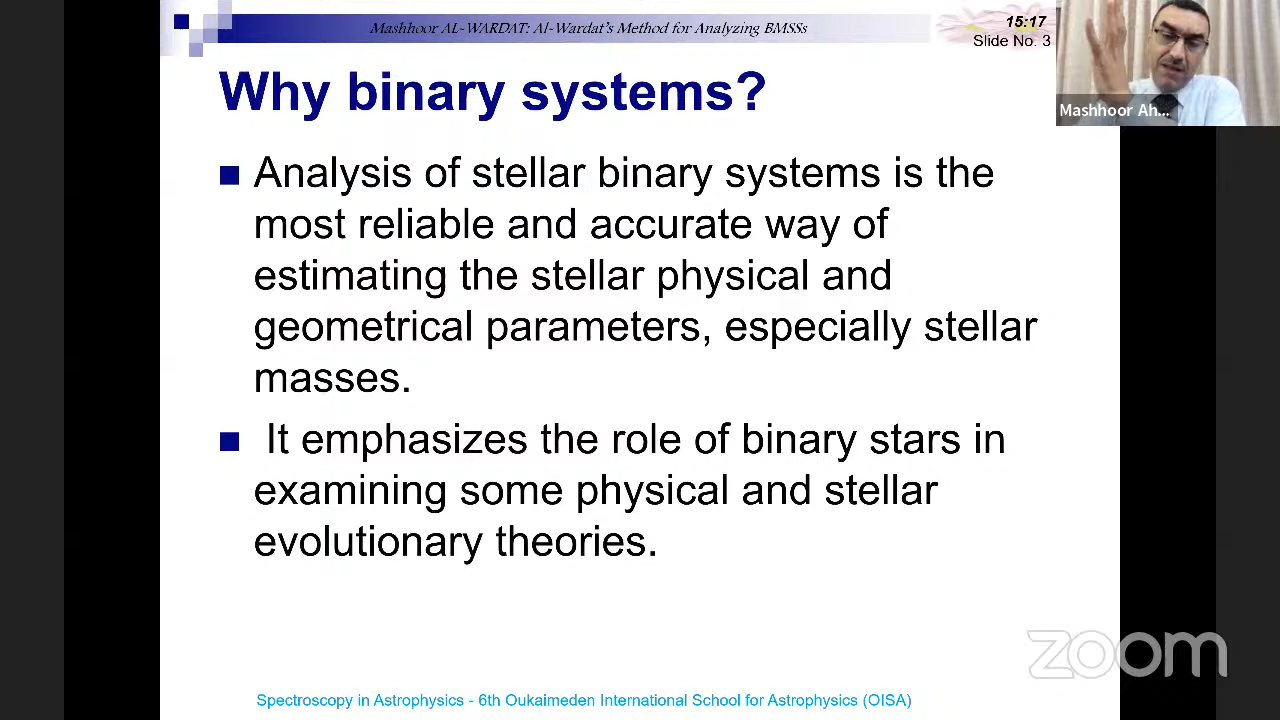 Mashhoor AL-WARDAT: Al-Wardat's Method for Analyzing BMSSs
15:17
Slide No. 3
Mashhoor Ah...
Why binary systems?
Analysis of stellar binary systems is the
most reliable and accurate way of
estimating the stellar physical and
geometrical parameters, especially stellar
masses.
It emphasizes the role of binary stars in
examining some physical and stellar
evolutionary theories.
zoom
Spectroscopy in Astrophysics - 6th Oukaimeden International School for Astrophysics (OISA)